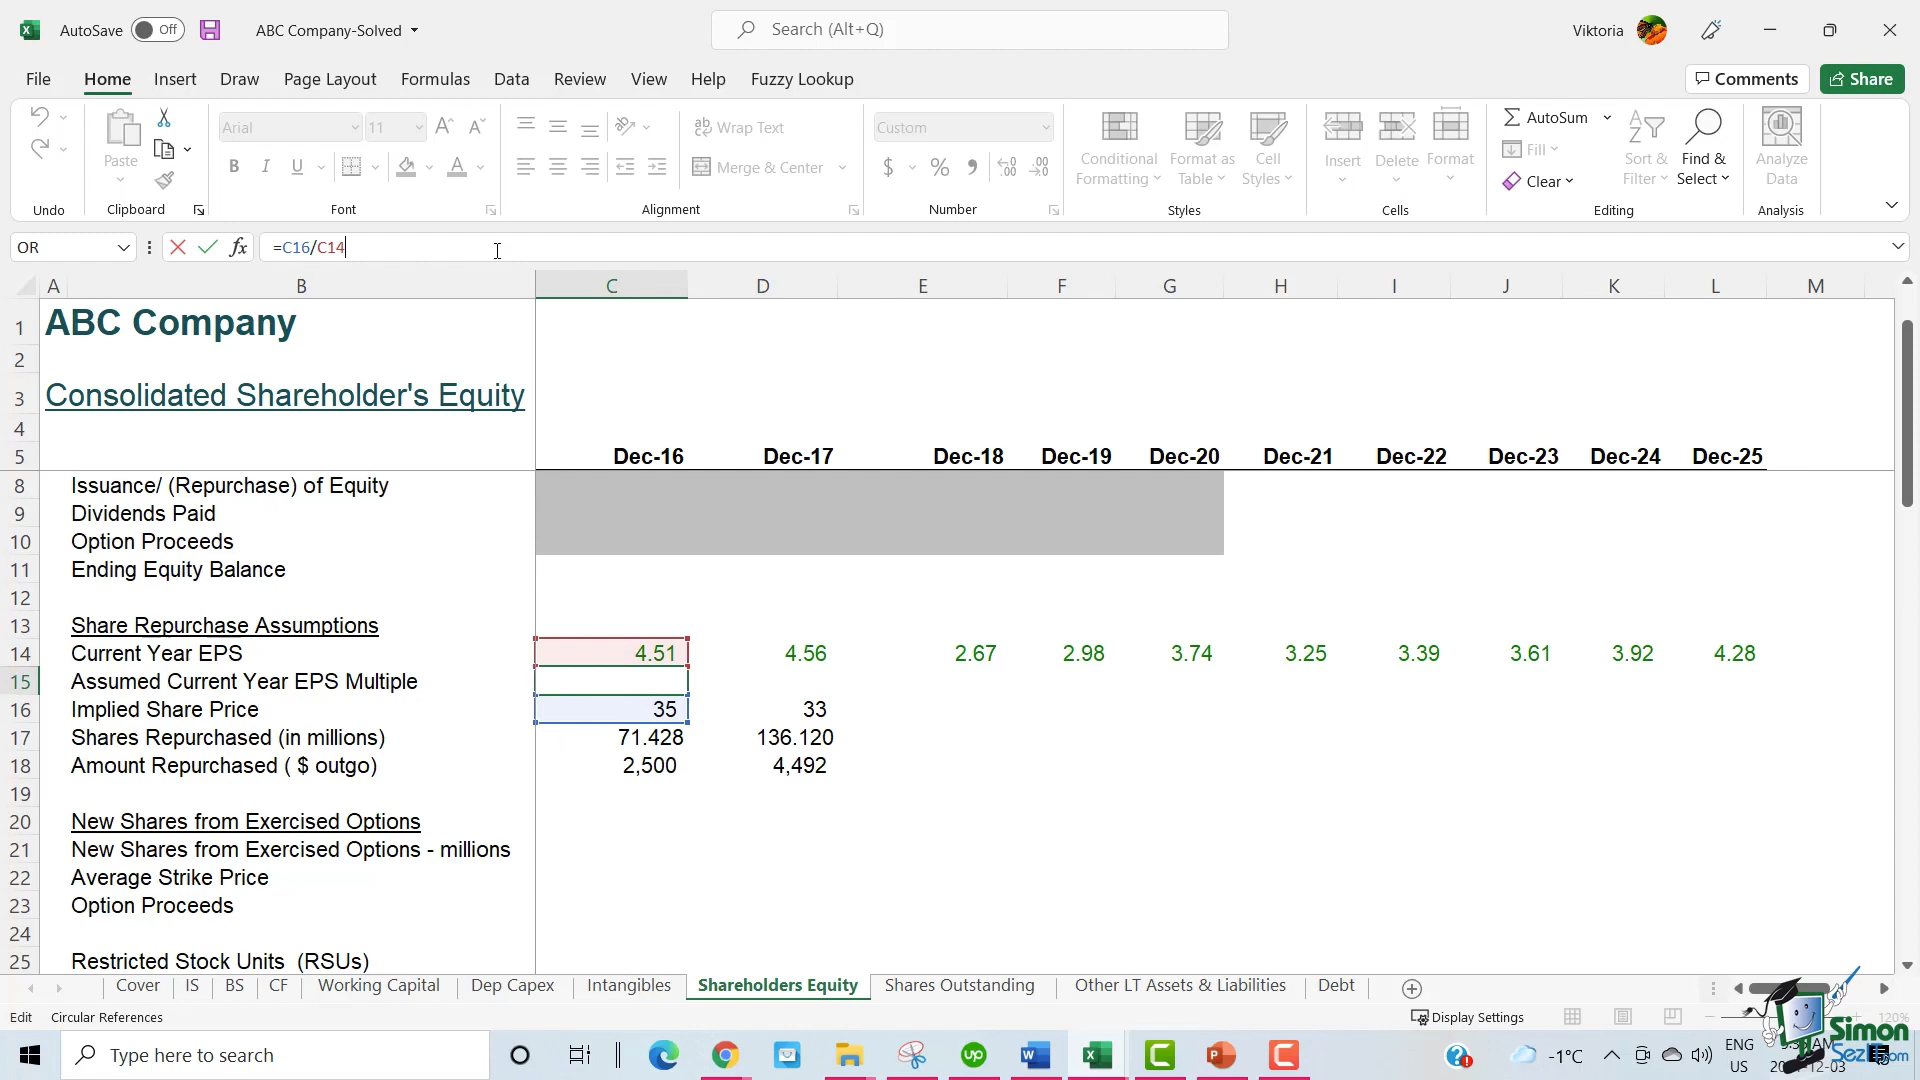 AutoSave Off ABC Company-Solved Search (Alt+Q) Viktoria
File Home Insert Draw Page Layout Formulas Data Review View Help Fuzzy Lookup Comments Share
Paste
Arial 11
B I U
Wrap Text
Merge & Center
Custom
$ %
Conditional Formatting
Format as Table
Cell Styles
Insert
Delete
Format
AutoSum
Fill
Clear
Sort & Filter
Find & Select
Analyze Data
Undo Clipboard Font Alignment Number Styles Cells Editing Analysis
OR fx =C16/C14
A B C D E F G H I J K L M
1 ABC Company
2
3 Consolidated Shareholder's Equity
4
5 Dec-16 Dec-17 Dec-18 Dec-19 Dec-20 Dec-21 Dec-22 Dec-23 Dec-24 Dec-25
8 Issuance/ (Repurchase) of Equity
9 Dividends Paid
10 Option Proceeds
11 Ending Equity Balance
12
13 Share Repurchase Assumptions
14 Current Year EPS 4.51 4.56 2.67 2.98 3.74 3.25 3.39 3.61 3.92 4.28
15 Assumed Current Year EPS Multiple
16 Implied Share Price 35 33
17 Shares Repurchased (in millions) 71.428 136.120
18 Amount Repurchased ( $ outgo) 2,500 4,492
19
20 New Shares from Exercised Options
21 New Shares from Exercised Options - millions
22 Average Strike Price
23 Option Proceeds
24
25 Restricted Stock Units (RSUs)
Cover IS BS CF Working Capital Dep Capex Intangibles Shareholders Equity Shares Outstanding Other LT Assets & Liabilities Debt
Edit Circular References Display Settings 120%
Type here to search -1°C ENG
US
Simon
SezIT.com